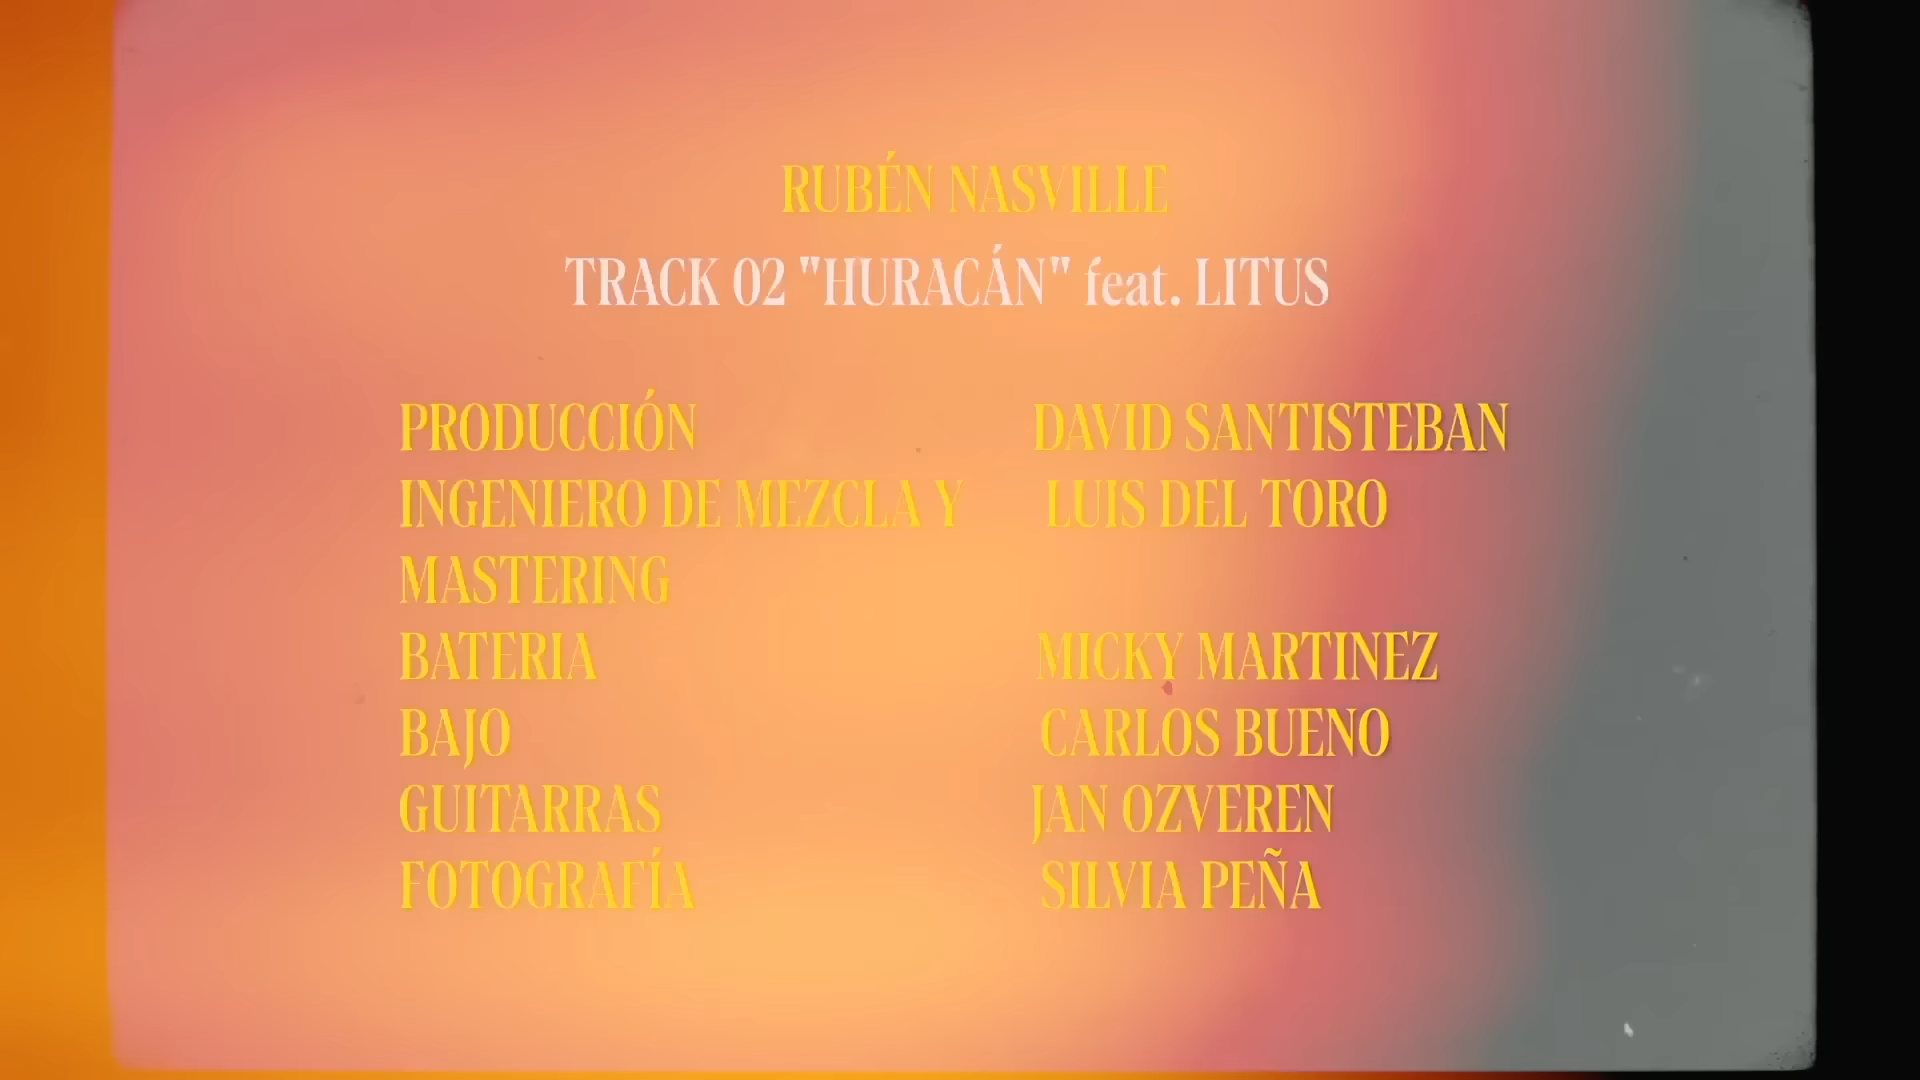 RUBÉN NASVILLE
TRACK 02 "HURACÁN" feat. LITUS
PRODUCCIÓN DAVID SANTISTEBAN
INGENIERO DE MEZCLA Y LUIS DEL TORO
MASTERING
BATERIA MICKY MARTINEZ
BAJO CARLOS BUENO
GUITARRAS JAN OZVEREN
FOTOGRAFÍA SILVIA PEÑA